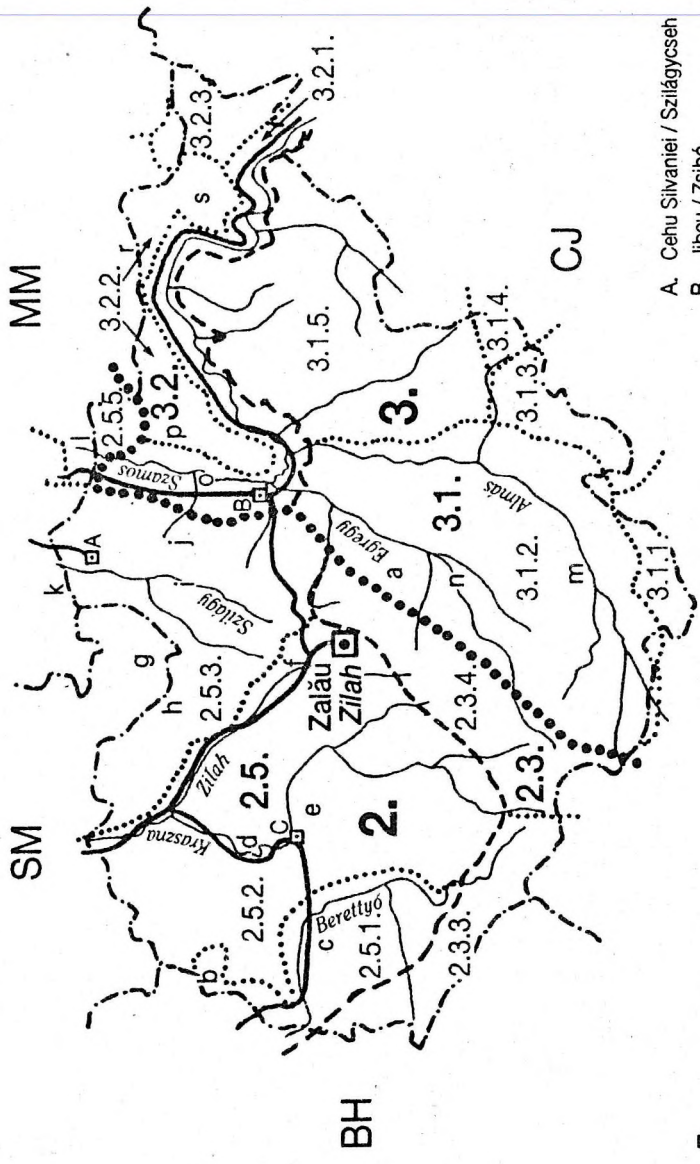 SM
MM
k
l
A
2.5.5.
3.2.2.
r
g
h
Szilágy
j
Szamos
o
p
3.2.
s
3.2.3.
2.5.3.
B
3.2.1.
b
2.5.2.
Kraszna
Zilah
d
2.5.
f
C
e
c
Berettyó
2.5.1.
2.
Zalău
Zilah
Egregy
a
n
3.1.5.
3.
BH
2.3.3.
2.3.4.
2.3.
3.1.
Almás
3.1.2.
m
3.1.4.
3.1.3.
3.1.1
CJ
A. Cehu Silvaniei / Szilágycseh
B. Jibou / Zsibó